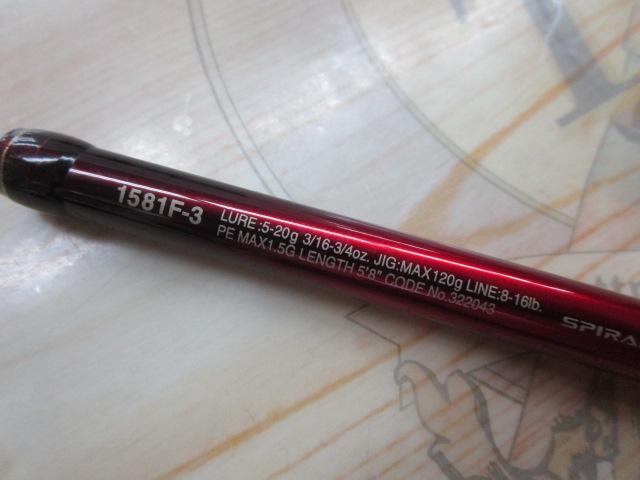 1581F-3
LURE:5-20g 3/16-3/4oz. JIG:MAX120g LINE:8-16lb.
PE MAX1.5G LENGTH 5'8" CODE No.322043
SPIRA